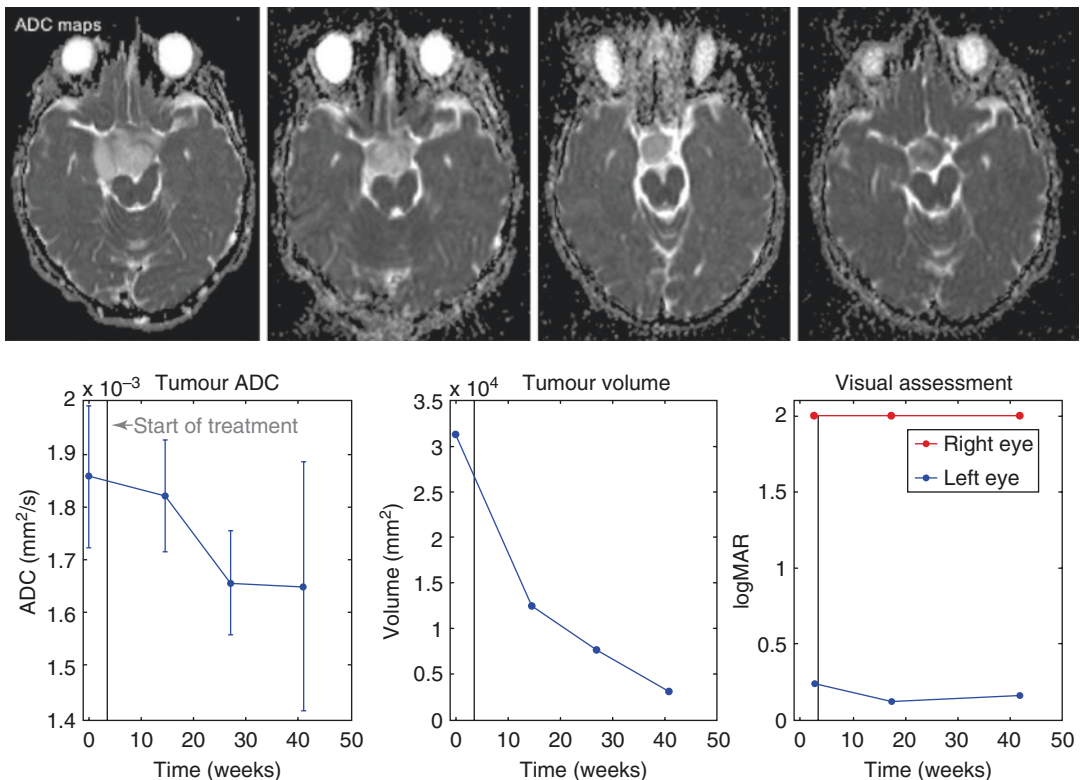 ADC maps
Tumour ADC
2 × 10⁻³
1.9
1.8
1.7
1.6
1.5
1.4
ADC (mm²/s)
Start of treatment
0 10 20 30 40 50
Time (weeks)
Tumour volume
3.5 × 10⁴
3
2.5
2
1.5
1
0.5
0
Volume (mm²)
0 10 20 30 40 50
Time (weeks)
Visual assessment
2
1.5
1
0.5
0
logMAR
Right eye
Left eye
0 10 20 30 40 50
Time (weeks)